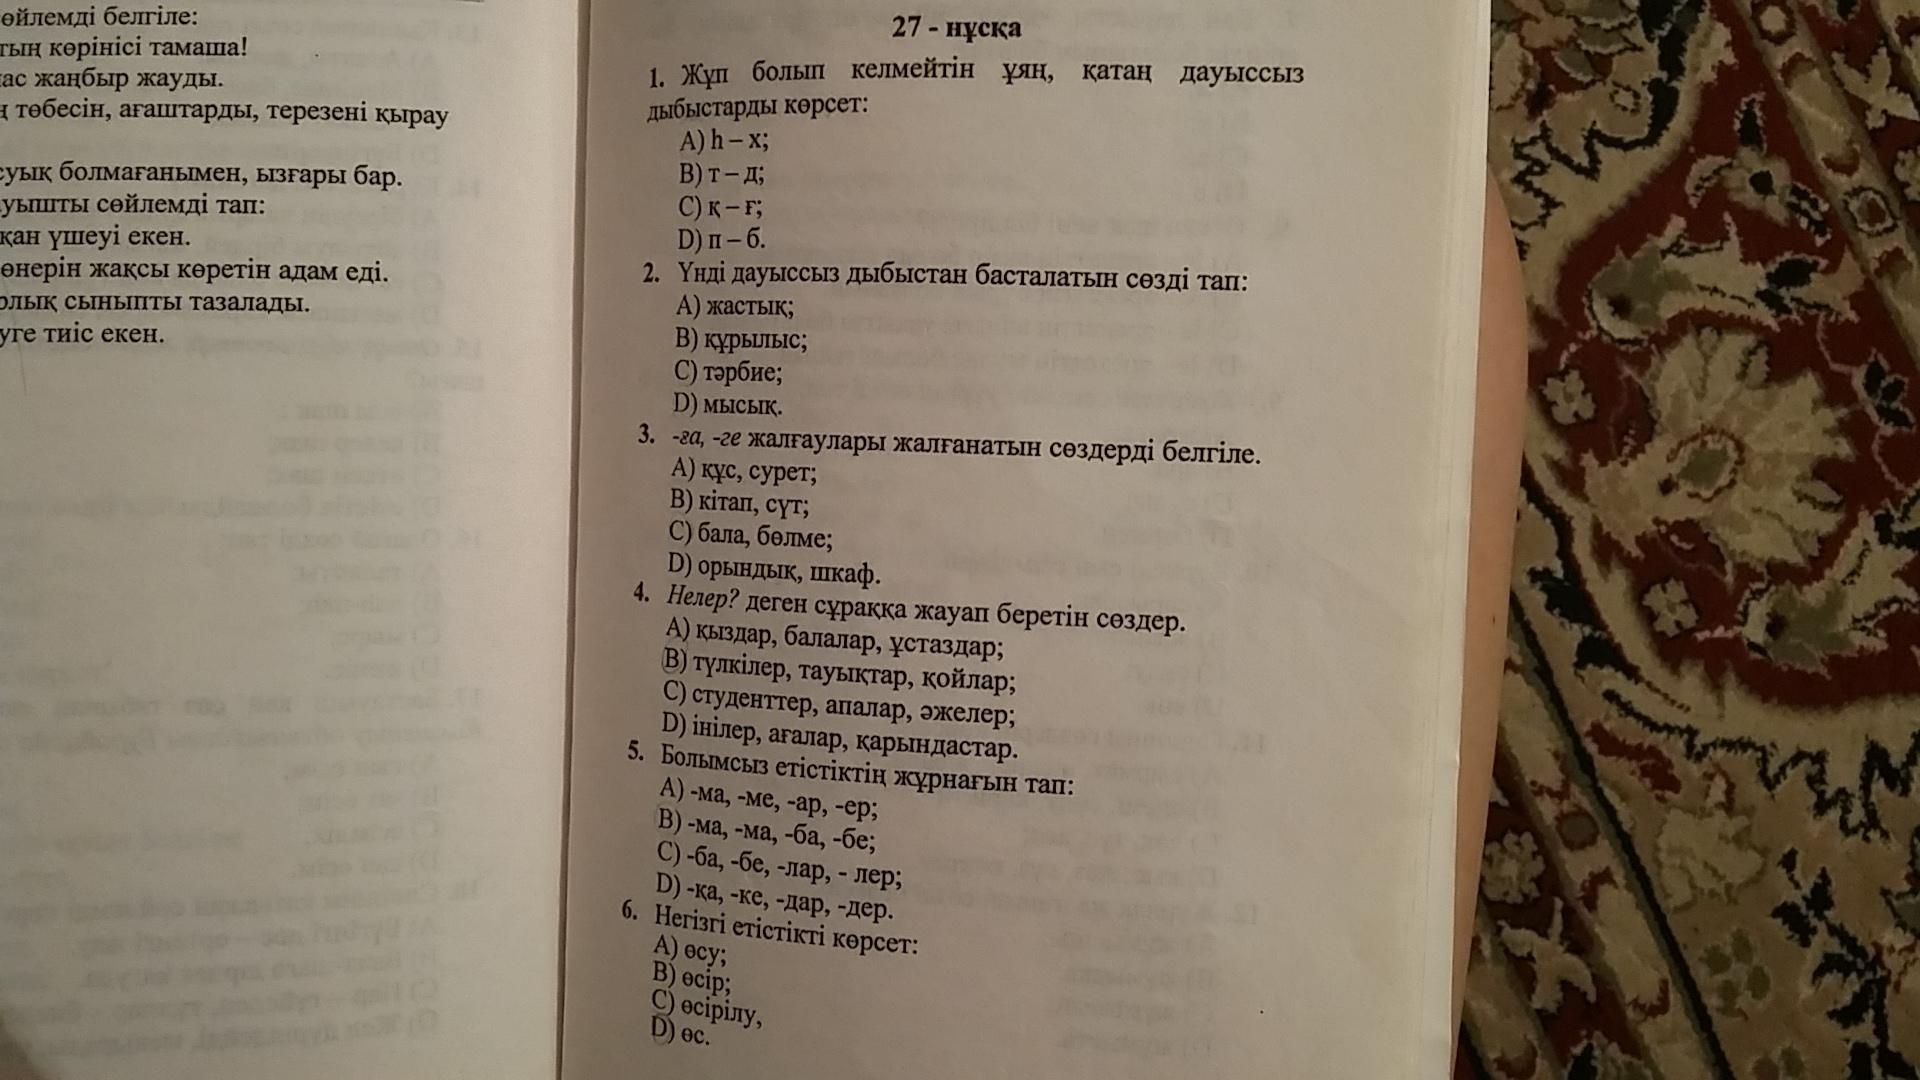 өйлемді белгіле:
тың көрінісі тамаша!
ас жаңбыр жауды.
төбесін, ағаштарды, терезені қырау
суық болмағанымен, ызғары бар.
уышты сөйлемді тап:
қан үшеуі екен.
өнерін жақсы көретін адам еді.
рлық сыныпты тазалады.
уге тиіс екен.
27 - нұсқа
1. Жұп болып келмейтін ұяң, қатаң дауыссыз
дыбыстарды көрсет:
A) һ – х;
B) т – д;
C) қ – ғ;
D) п – б.
2. Үнді дауыссыз дыбыстан басталатын сөзді тап:
A) жастық;
B) құрылыс;
C) тәрбие;
D) мысық.
3. -ға, -ге жалғаулары жалғанатын сөздерді белгіле.
A) құс, сурет;
B) кітап, сүт;
C) бала, бөлме;
D) орындық, шкаф.
4. Нелер? деген сұраққа жауап беретін сөздер.
A) қыздар, балалар, ұстаздар;
B) түлкілер, тауықтар, қойлар;
C) студенттер, апалар, әжелер;
D) інілер, ағалар, қарындастар.
5. Болымсыз етістіктің жұрнағын тап:
A) -ма, -ме, -ар, -ер;
B) -ма, -ма, -ба, -бе;
C) -ба, -бе, -лар, - лер;
D) -қа, -ке, -дар, -дер.
6. Негізгі етістікті көрсет:
A) өсу;
B) өсір;
C) өсірілу,
D) өс.